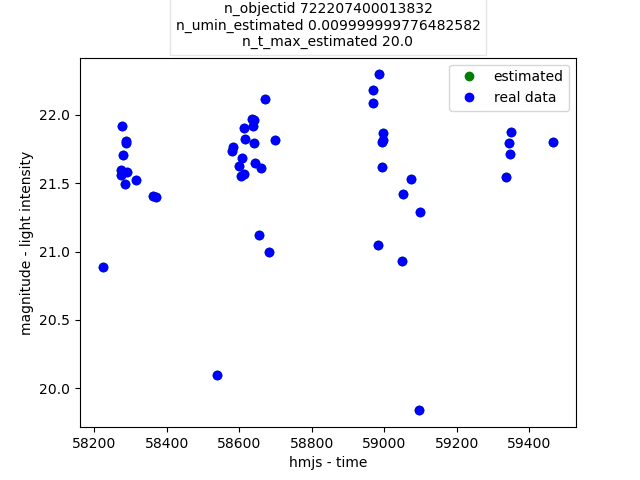 n_objectid 722207400013832
n_umin_estimated 0.009999999776482582
n_t_max_estimated 20.0
estimated
real data
22.0
21.5
21.0
20.5
20.0
magnitude - light intensity
58200 58400 58600 58800 59000 59200 59400
hmjs - time